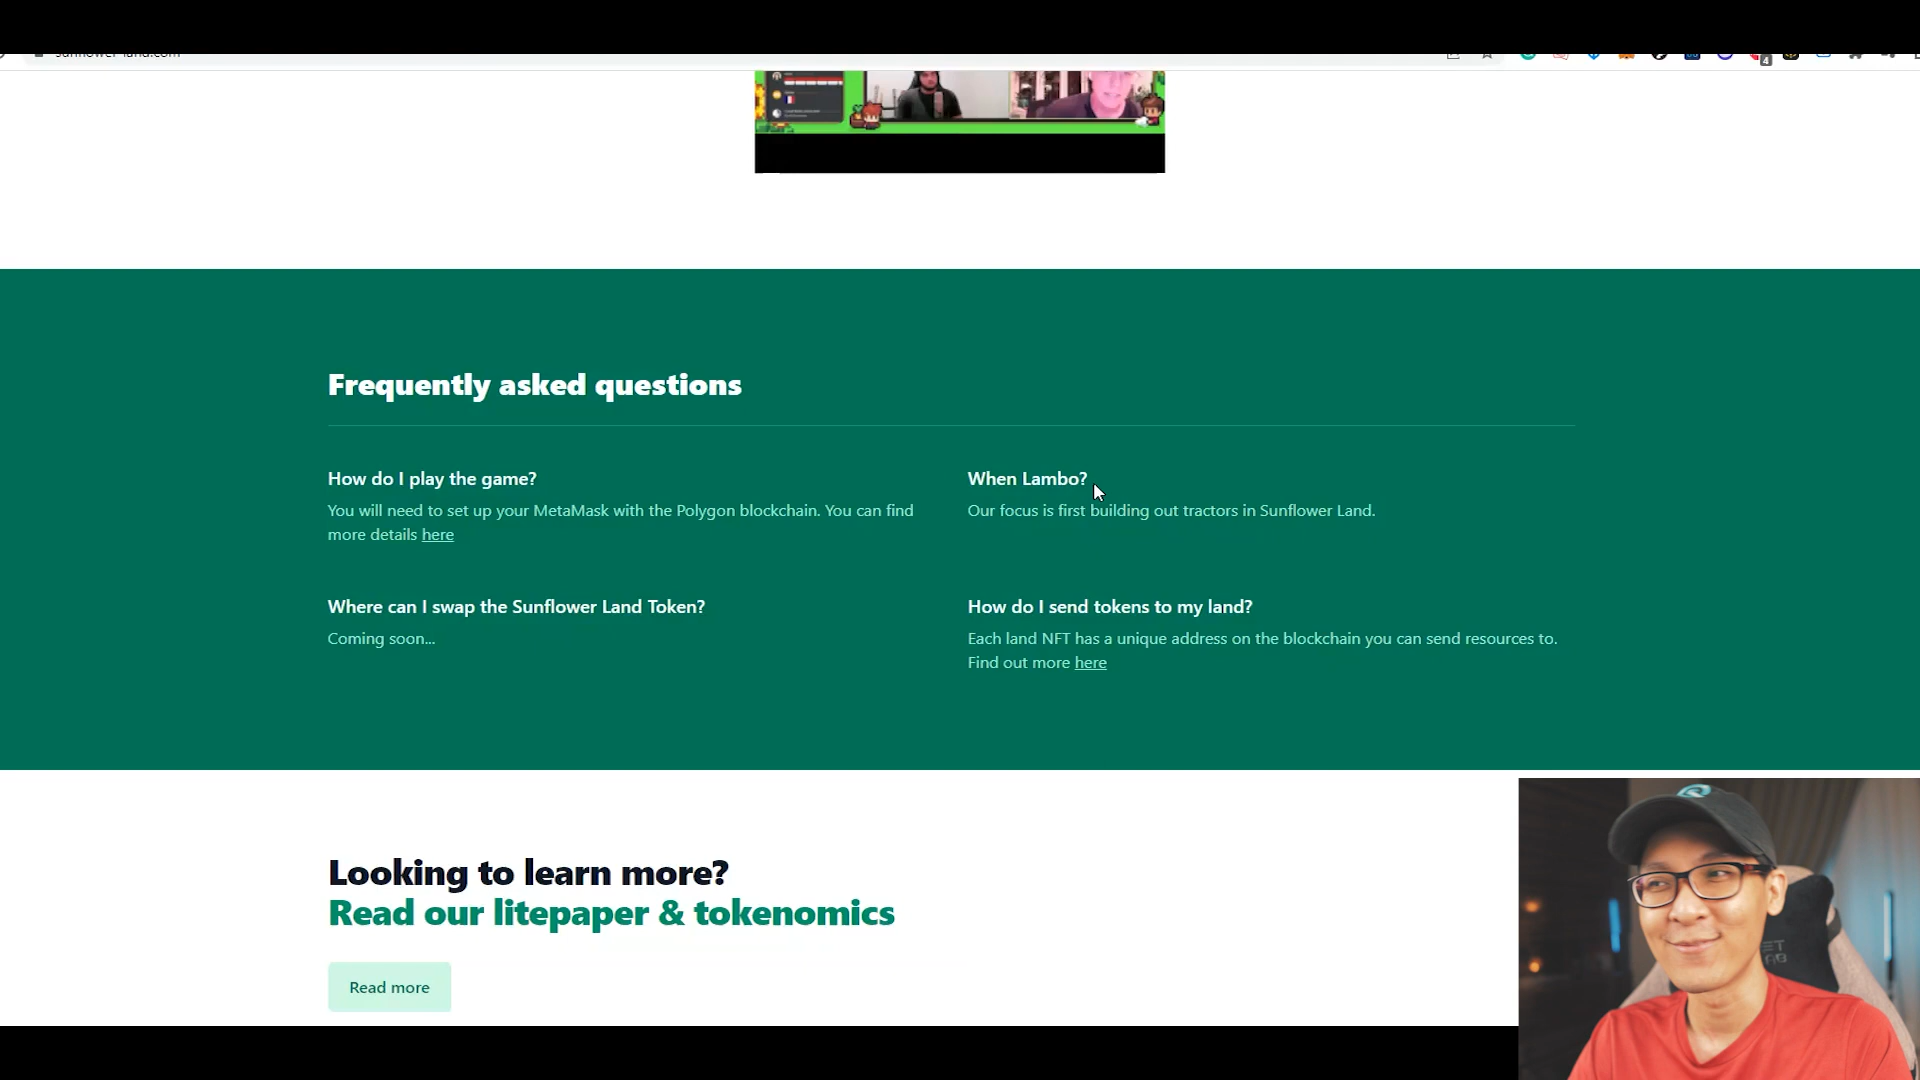 sunflower-land.com
4
Frequently asked questions
How do I play the game?
You will need to set up your MetaMask with the Polygon blockchain. You can find
more details here
When Lambo?
Our focus is first building out tractors in Sunflower Land.
Where can I swap the Sunflower Land Token?
Coming soon...
How do I send tokens to my land?
Each land NFT has a unique address on the blockchain you can send resources to.
Find out more here
Looking to learn more?
Read our litepaper & tokenomics
Read more